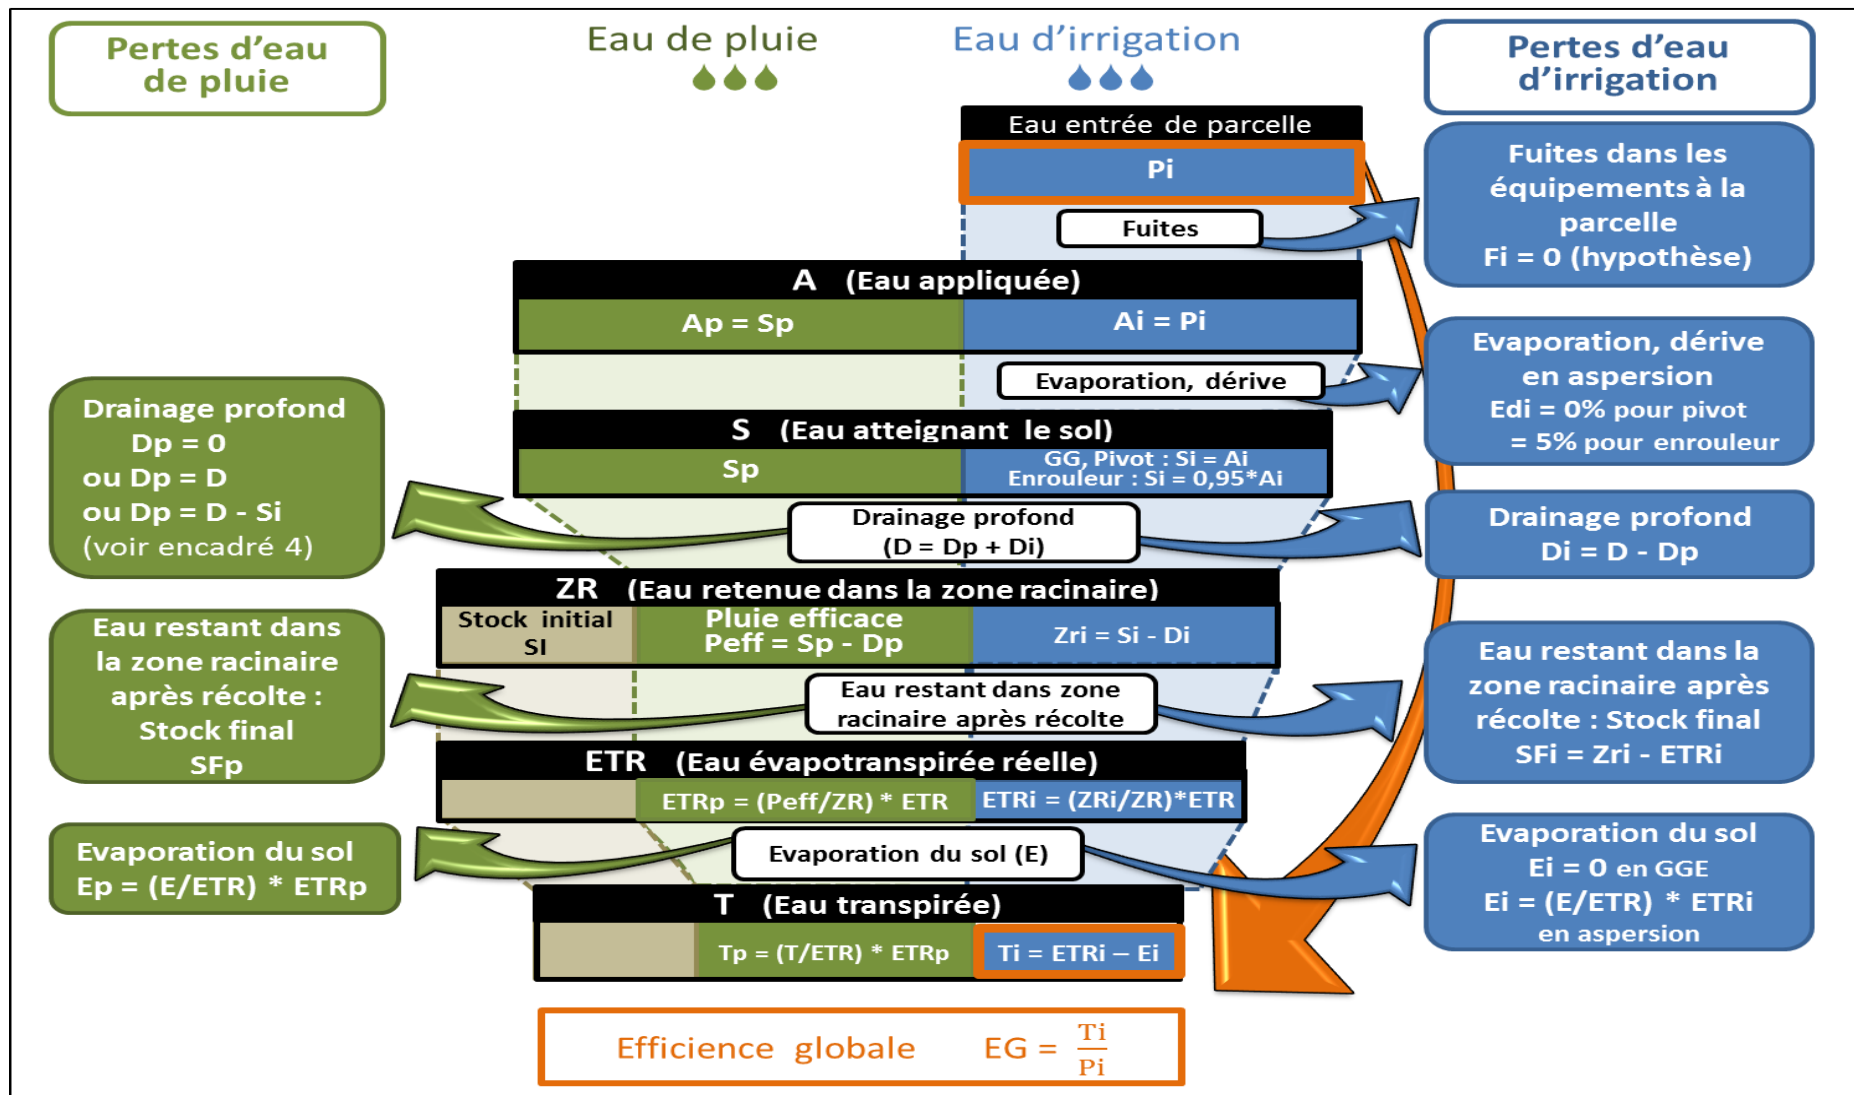 Pertes d'eau
de pluie
Eau de pluie
Eau d'irrigation
Pertes d'eau
d'irrigation
Eau entrée de parcelle
Pi
Fuites
Fuites dans les
équipements à la
parcelle
Fi = 0 (hypothèse)
A (Eau appliquée)
Ap = Sp
Ai = Pi
Evaporation, dérive
Evaporation, dérive
en aspersion
Edi = 0% pour pivot
= 5% pour enrouleur
Drainage profond
Dp = 0
ou Dp = D
ou Dp = D - Si
(voir encadré 4)
S (Eau atteignant le sol)
Sp
GG, Pivot : Si = Ai
Enrouleur : Si = 0,95*Ai
Drainage profond
(D = Dp + Di)
Drainage profond
Di = D - Dp
ZR (Eau retenue dans la zone racinaire)
Stock initial
SI
Pluie efficace
Peff = Sp - Dp
Zri = Si - Di
Eau restant dans
la zone racinaire
après récolte :
Stock final
SFp
Eau restant dans zone
racinaire après récolte
Eau restant dans la
zone racinaire après
récolte : Stock final
SFi = Zri - ETRi
ETR (Eau évapotranspirée réelle)
ETRp = (Peff/ZR) * ETR
ETRi = (ZRi/ZR)*ETR
Evaporation du sol
Ep = (E/ETR) * ETRp
Evaporation du sol (E)
Evaporation du sol
Ei = 0 en GGE
Ei = (E/ETR) * ETRi
en aspersion
T (Eau transpirée)
Tp = (T/ETR) * ETRp
Ti = ETRi – Ei
Efficience globale EG = Ti/Pi